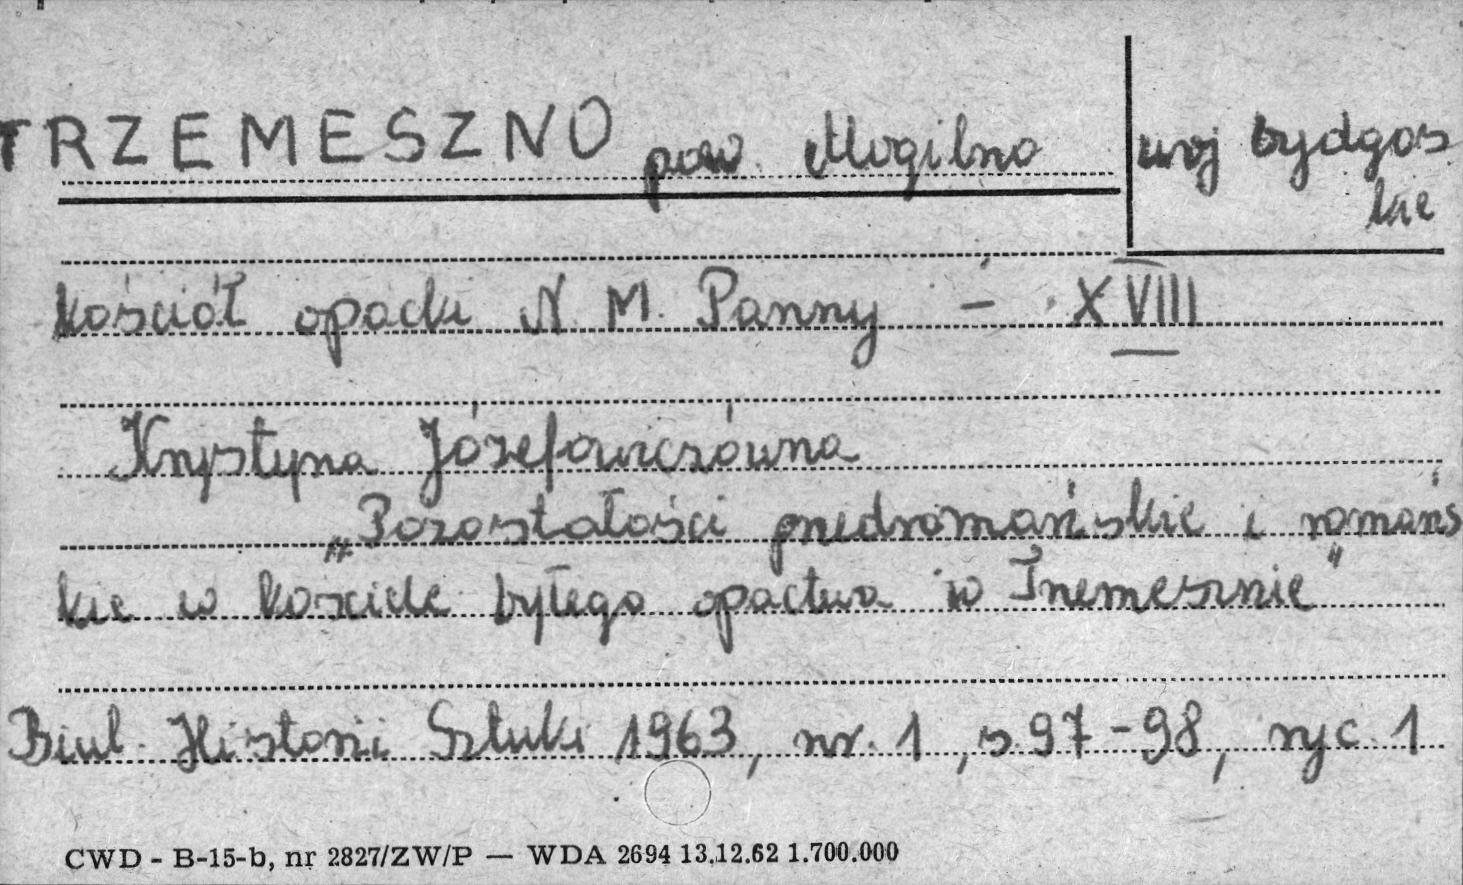 TRZEMESZNO pow. Mogilno woj bydgos
kie
kościół opacki N. M. Panny – XVIII
Krystyna Józefowiczówna
„Pozostałości przedromańskie i romańs
kie w kościele byłego opactwa w Trzemesznie"
Biul. Historii Sztuki 1963, nr. 1, s. 97-98, ryc. 1
CWD - B-15-b, nr 2827/ZW/P — WDA 2694 13.12.62 1.700.000